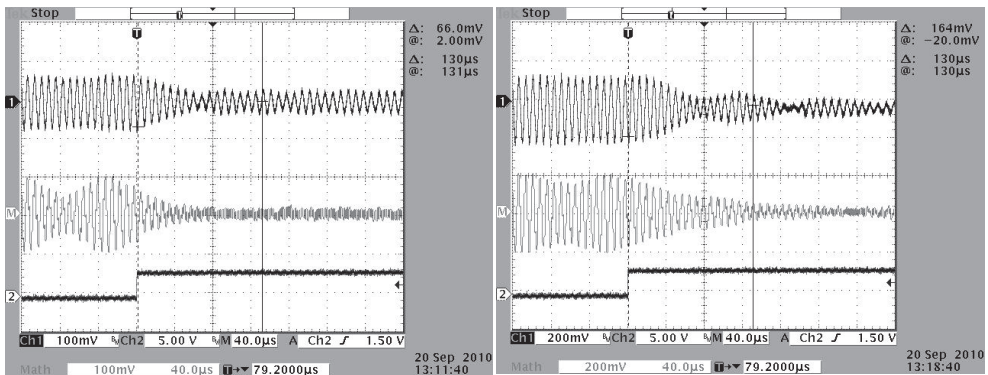 Tek Stop
T
T
Δ: 66.0mV
@: 2.00mV
Δ: 130µs
@: 131µs
1
M
2
Ch1 100mV Ch2 5.00 V M 40.0µs A Ch2 ƒ 1.50 V
Math 100mV 40.0µs T→▼ 79.2000µs
20 Sep 2010
13:11:40
Tek Stop
T
T
Δ: 164mV
@: −20.0mV
Δ: 130µs
@: 130µs
1
M
2
Ch1 200mV Ch2 5.00 V M 40.0µs A Ch2 ƒ 1.50 V
Math 200mV 40.0µs T→▼ 79.2000µs
20 Sep 2010
13:18:40